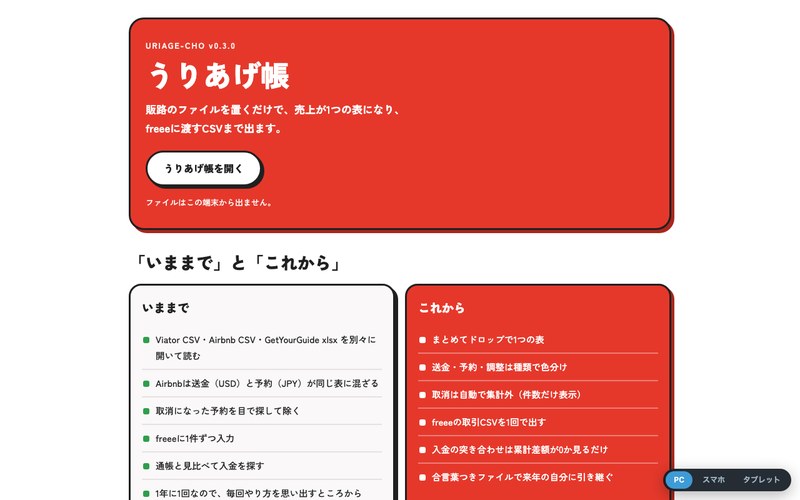 URIAGE-CHO v0.3.0
うりあげ帳
販路のファイルを置くだけで、売上が1つの表になり、
freeeに渡すCSVまで出ます。
うりあげ帳を開く
ファイルはこの端末から出ません。
「いままで」と「これから」
いままで
Viator CSV・Airbnb CSV・GetYourGuide xlsx を別々に
開いて読む
Airbnbは送金（USD）と予約（JPY）が同じ表に混ざる
取消になった予約を目で探して除く
freeeに1件ずつ入力
通帳と見比べて入金を探す
1年に1回なので、毎回やり方を思い出すところから
これから
まとめてドロップで1つの表
送金・予約・調整は種類で色分け
取消は自動で集計外（件数だけ表示）
freeeの取引CSVを1回で出す
入金の突き合わせは累計差額が0か見るだけ
合言葉つきファイルで来年の自分に引き継ぐ
PC スマホ タブレット